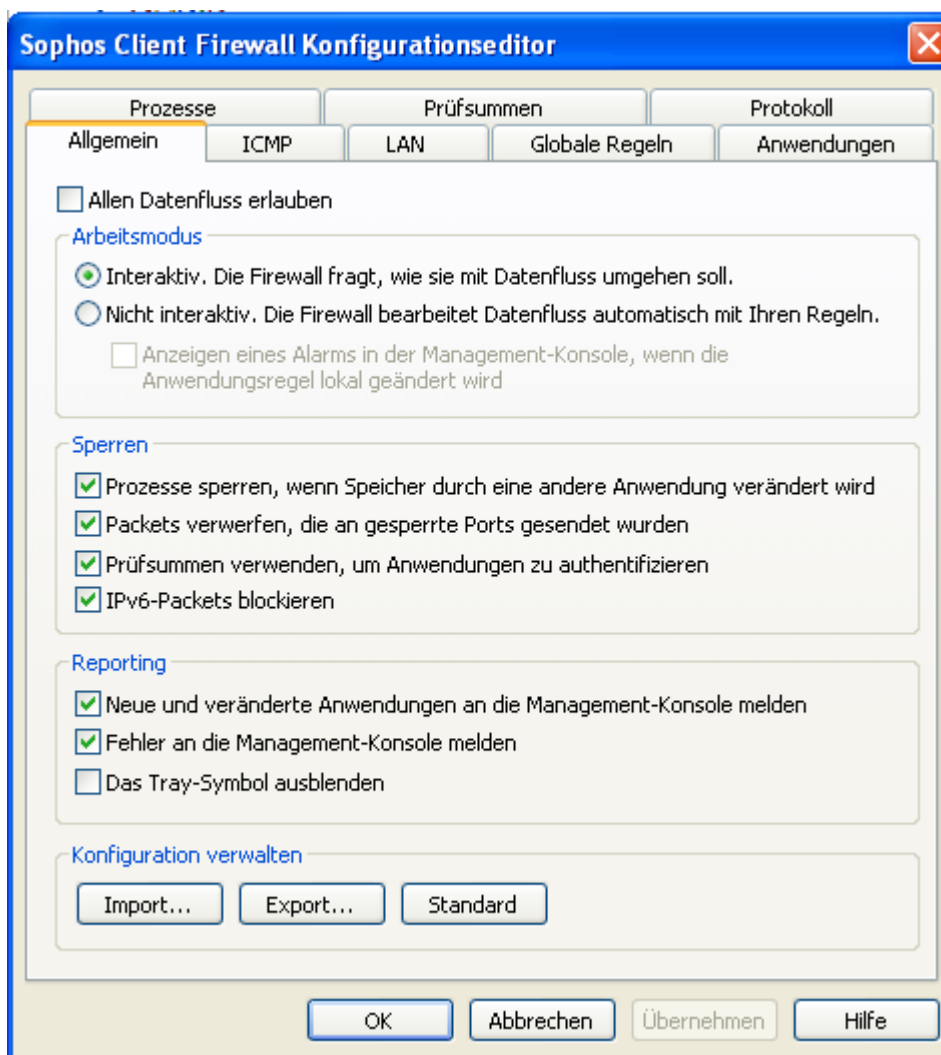 Sophos Client Firewall Konfigurationseditor
Prozesse Prüfsummen Protokoll
Allgemein ICMP LAN Globale Regeln Anwendungen
Allen Datenfluss erlauben
Arbeitsmodus
Interaktiv. Die Firewall fragt, wie sie mit Datenfluss umgehen soll.
Nicht interaktiv. Die Firewall bearbeitet Datenfluss automatisch mit Ihren Regeln.
Anzeigen eines Alarms in der Management-Konsole, wenn die
Anwendungsregel lokal geändert wird
Sperren
Prozesse sperren, wenn Speicher durch eine andere Anwendung verändert wird
Packets verwerfen, die an gesperrte Ports gesendet wurden
Prüfsummen verwenden, um Anwendungen zu authentifizieren
IPv6-Packets blockieren
Reporting
Neue und veränderte Anwendungen an die Management-Konsole melden
Fehler an die Management-Konsole melden
Das Tray-Symbol ausblenden
Konfiguration verwalten
Import... Export... Standard
OK Abbrechen Übernehmen Hilfe